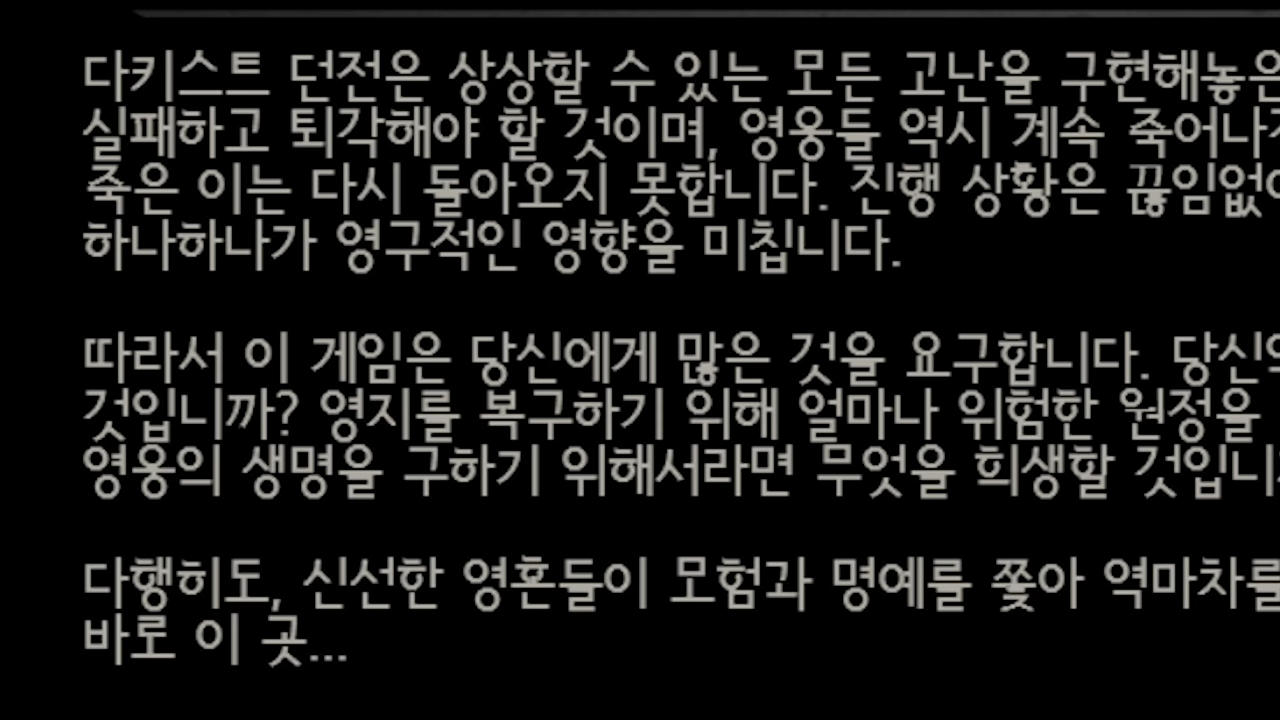 다키스트 던전은 상상할 수 있는 모든 고난을 구현해놓은
실패하고 퇴각해야 할 것이며, 영웅들 역시 계속 죽어나
죽은 이는 다시 돌아오지 못합니다. 진행 상황은 끊임없
하나하나가 영구적인 영향을 미칩니다.

따라서 이 게임은 당신에게 많은 것을 요구합니다. 당신
것입니까? 영지를 복구하기 위해 얼마나 위험한 원정을
영웅의 생명을 구하기 위해서라면 무엇을 희생할 것입니

다행히도, 신선한 영혼들이 모험과 명예를 쫓아 역마차를
바로 이 곳...